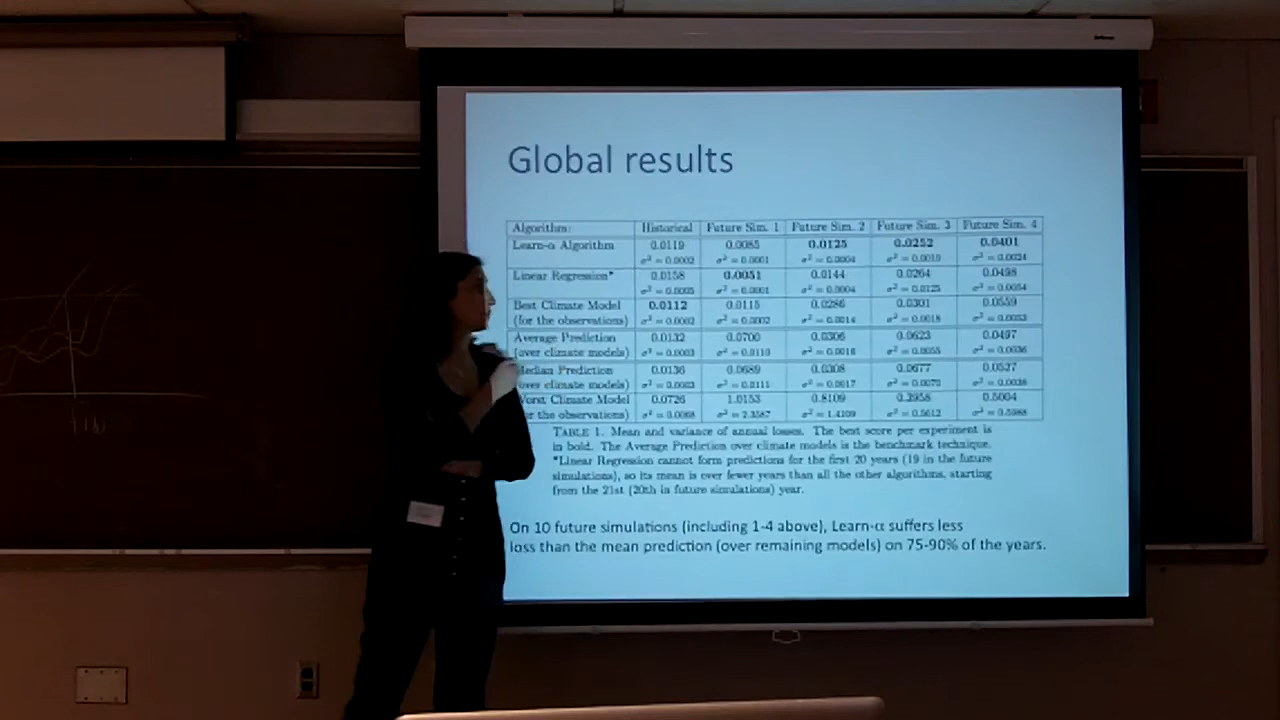 Global results
Algorithm: Historical Future Sim. 1 Future Sim. 2 Future Sim. 3 Future Sim. 4
Learn-α Algorithm 0.0119 0.0085 0.0125 0.0252 0.0401
σ² = 0.0002 σ² = 0.0001 σ² = 0.0004 σ² = 0.0010 σ² = 0.0024
Linear Regression* 0.0158 0.0051 0.0144 0.0264 0.0498
σ² = 0.0005 σ² = 0.0001 σ² = 0.0004 σ² = 0.0125 σ² = 0.0054
Best Climate Model 0.0112 0.0115 0.0286 0.0301 0.0559
(for the observations) σ² = 0.0002 σ² = 0.0002 σ² = 0.0014 σ² = 0.0018 σ² = 0.0053
Average Prediction 0.0132 0.0700 0.0306 0.0623 0.0497
(over climate models) σ² = 0.0003 σ² = 0.0110 σ² = 0.0016 σ² = 0.0055 σ² = 0.0036
Median Prediction 0.0136 0.0689 0.0308 0.0677 0.0527
over climate models) σ² = 0.0003 σ² = 0.0111 σ² = 0.0017 σ² = 0.0070 σ² = 0.0038
Worst Climate Model 0.0726 1.0153 0.8109 0.3958 0.5004
the observations) σ² = 0.0068 σ² = 2.3587 σ² = 1.4109 σ² = 0.5612 σ² = 0.5988
TABLE 1. Mean and variance of annual losses. The best score per experiment is
in bold. The Average Prediction over climate models is the benchmark technique.
*Linear Regression cannot form predictions for the first 20 years (19 in the future
simulations), so its mean is over fewer years than all the other algorithms, starting
from the 21st (20th in future simulations) year.
On 10 future simulations (including 1-4 above), Learn-α suffers less
loss than the mean prediction (over remaining models) on 75-90% of the years.